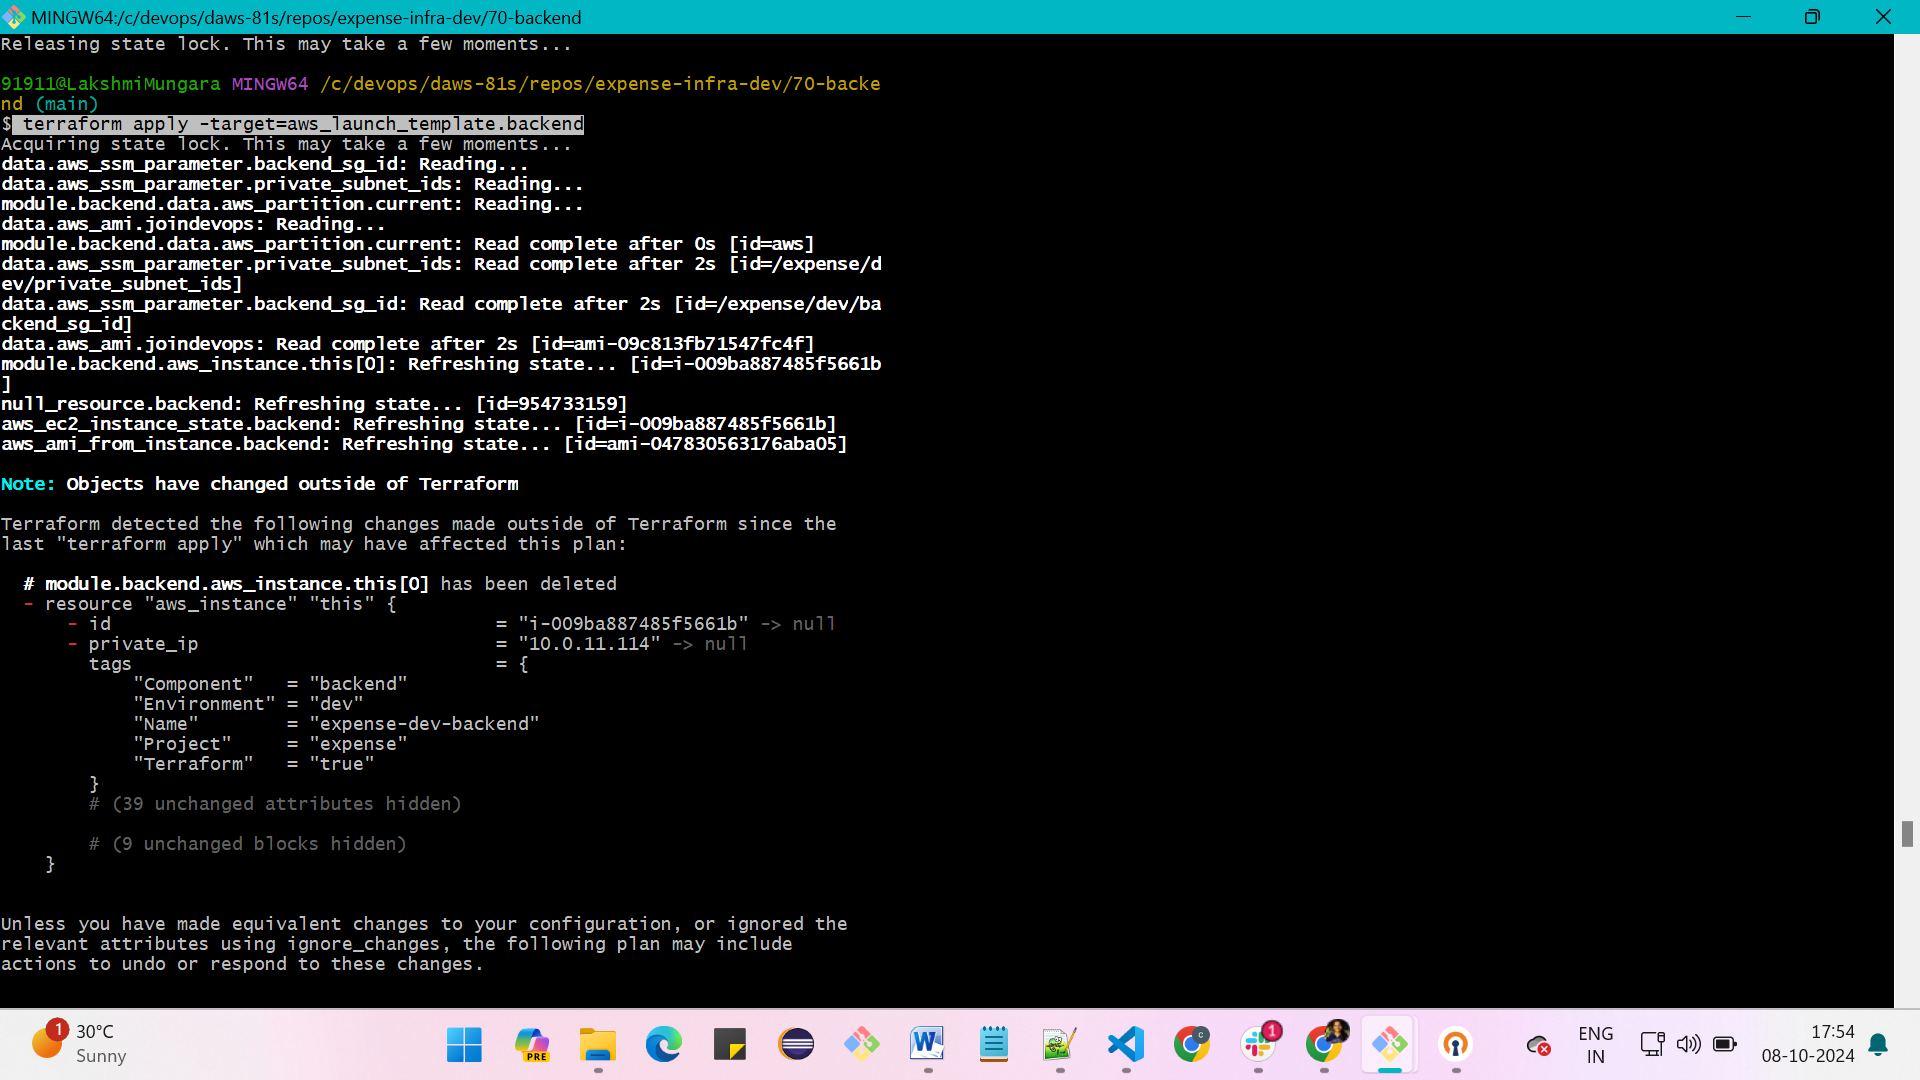 MINGW64:/c/devops/daws-81s/repos/expense-infra-dev/70-backend
Releasing state lock. This may take a few moments...
91911@LakshmiMungara MINGW64 /c/devops/daws-81s/repos/expense-infra-dev/70-backe
nd (main)
$ terraform apply -target=aws_launch_template.backend
Acquiring state lock. This may take a few moments...
data.aws_ssm_parameter.backend_sg_id: Reading...
data.aws_ssm_parameter.private_subnet_ids: Reading...
module.backend.data.aws_partition.current: Reading...
data.aws_ami.joindevops: Reading...
module.backend.data.aws_partition.current: Read complete after 0s [id=aws]
data.aws_ssm_parameter.private_subnet_ids: Read complete after 2s [id=/expense/d
ev/private_subnet_ids]
data.aws_ssm_parameter.backend_sg_id: Read complete after 2s [id=/expense/dev/ba
ckend_sg_id]
data.aws_ami.joindevops: Read complete after 2s [id=ami-09c813fb71547fc4f]
module.backend.aws_instance.this[0]: Refreshing state... [id=i-009ba887485f5661b
]
null_resource.backend: Refreshing state... [id=954733159]
aws_ec2_instance_state.backend: Refreshing state... [id=i-009ba887485f5661b]
aws_ami_from_instance.backend: Refreshing state... [id=ami-047830563176aba05]
Note: Objects have changed outside of Terraform
Terraform detected the following changes made outside of Terraform since the
last "terraform apply" which may have affected this plan:
# module.backend.aws_instance.this[0] has been deleted
- resource "aws_instance" "this" {
- id = "i-009ba887485f5661b" -> null
- private_ip = "10.0.11.114" -> null
tags = {
"Component" = "backend"
"Environment" = "dev"
"Name" = "expense-dev-backend"
"Project" = "expense"
"Terraform" = "true"
}
# (39 unchanged attributes hidden)
# (9 unchanged blocks hidden)
}
Unless you have made equivalent changes to your configuration, or ignored the
relevant attributes using ignore_changes, the following plan may include
actions to undo or respond to these changes.
1
30°C
Sunny
PRE
W
C
1
ENG
IN
17:54
08-10-2024